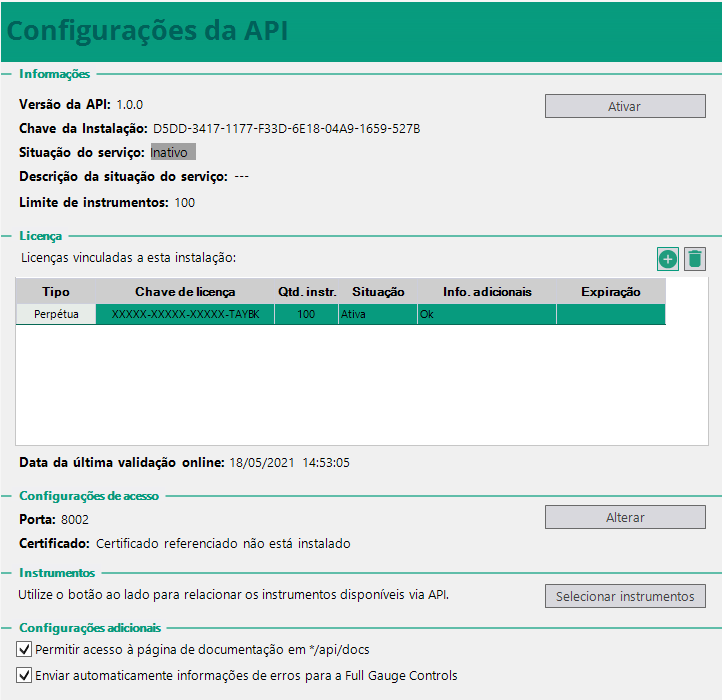 Configurações da API
Informações
Versão da API: 1.0.0
Ativar
Chave da Instalação: D5DD-3417-1177-F33D-6E18-04A9-1659-527B
Situação do serviço: Inativo
Descrição da situação do serviço: ---
Limite de instrumentos: 100
Licença
Licenças vinculadas a esta instalação:
Tipo Chave de licença Qtd. instr. Situação Info. adicionais Expiração
Perpétua XXXXX-XXXXX-XXXXX-TAYBK 100 Ativa Ok
Data da última validação online: 18/05/2021 14:53:05
Configurações de acesso
Porta: 8002
Alterar
Certificado: Certificado referenciado não está instalado
Instrumentos
Utilize o botão ao lado para relacionar os instrumentos disponíveis via API.
Selecionar instrumentos
Configurações adicionais
Permitir acesso à página de documentação em */api/docs
Enviar automaticamente informações de erros para a Full Gauge Controls